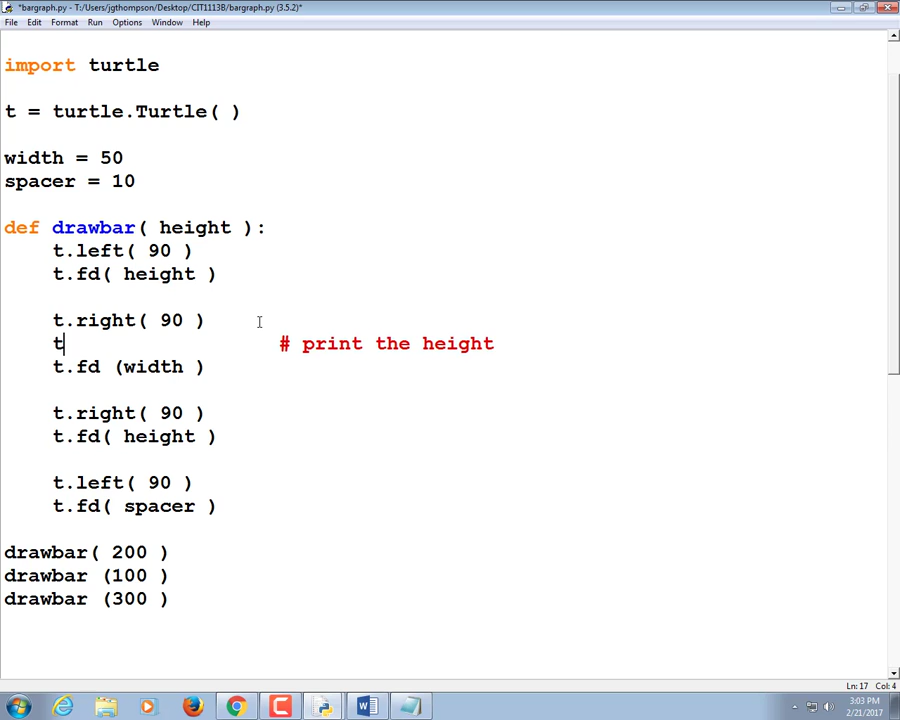 *bargraph.py - T:/Users/jgthompson/Desktop/CIT1113B/bargraph.py (3.5.2)*
File Edit Format Run Options Window Help
import turtle
t = turtle.Turtle( )
width = 50
spacer = 10
def drawbar( height ):
t.left( 90 )
t.fd( height )
t.right( 90 )
t # print the height
t.fd (width )
t.right( 90 )
t.fd( height )
t.left( 90 )
t.fd( spacer )
drawbar( 200 )
drawbar (100 )
drawbar (300 )
Ln: 17 Col: 4
3:03 PM
2/21/2017